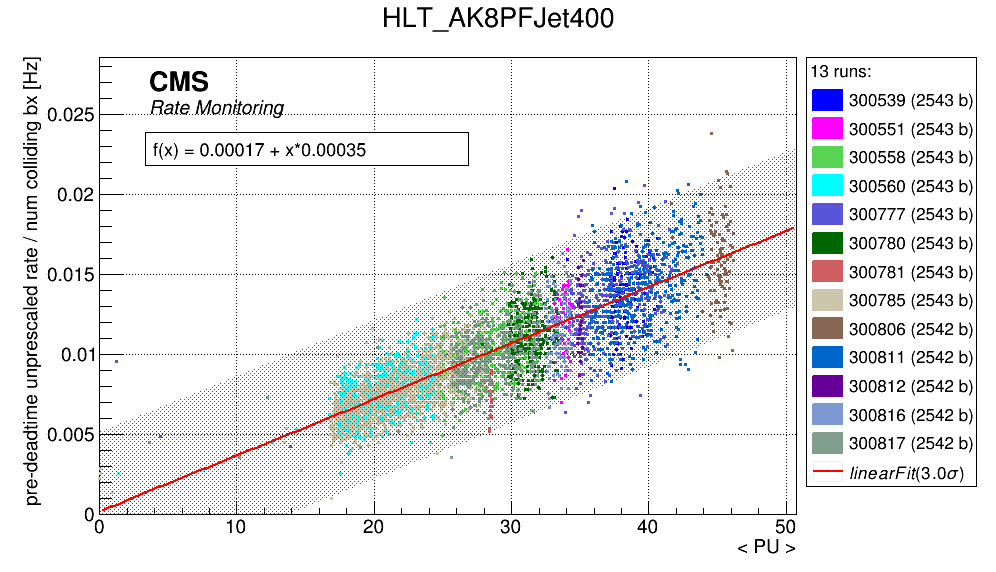 HLT_AK8PFJet400
pre-deadtime unprescaled rate / num colliding bx [Hz]
CMS
Rate Monitoring
f(x) = 0.00017 + x*0.00035
0.025
0.02
0.015
0.01
0.005
0
0 10 20 30 40 50
< PU >
13 runs:
300539 (2543 b)
300551 (2543 b)
300558 (2543 b)
300560 (2543 b)
300777 (2543 b)
300780 (2543 b)
300781 (2543 b)
300785 (2543 b)
300806 (2542 b)
300811 (2542 b)
300812 (2542 b)
300816 (2542 b)
300817 (2542 b)
linearFit(3.0σ)